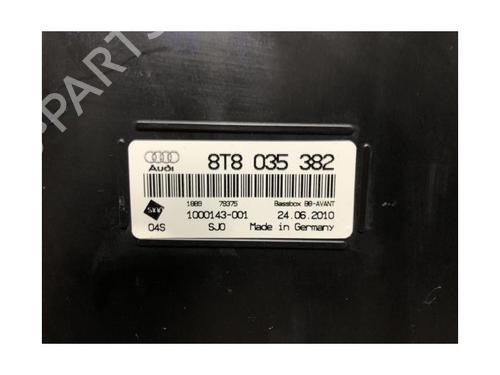 PARTS
Audi
8T8 035 382
1889 79375 Bassbox B8-AVANT
1000143-001 24.06.2010
04S SJ0 Made in Germany